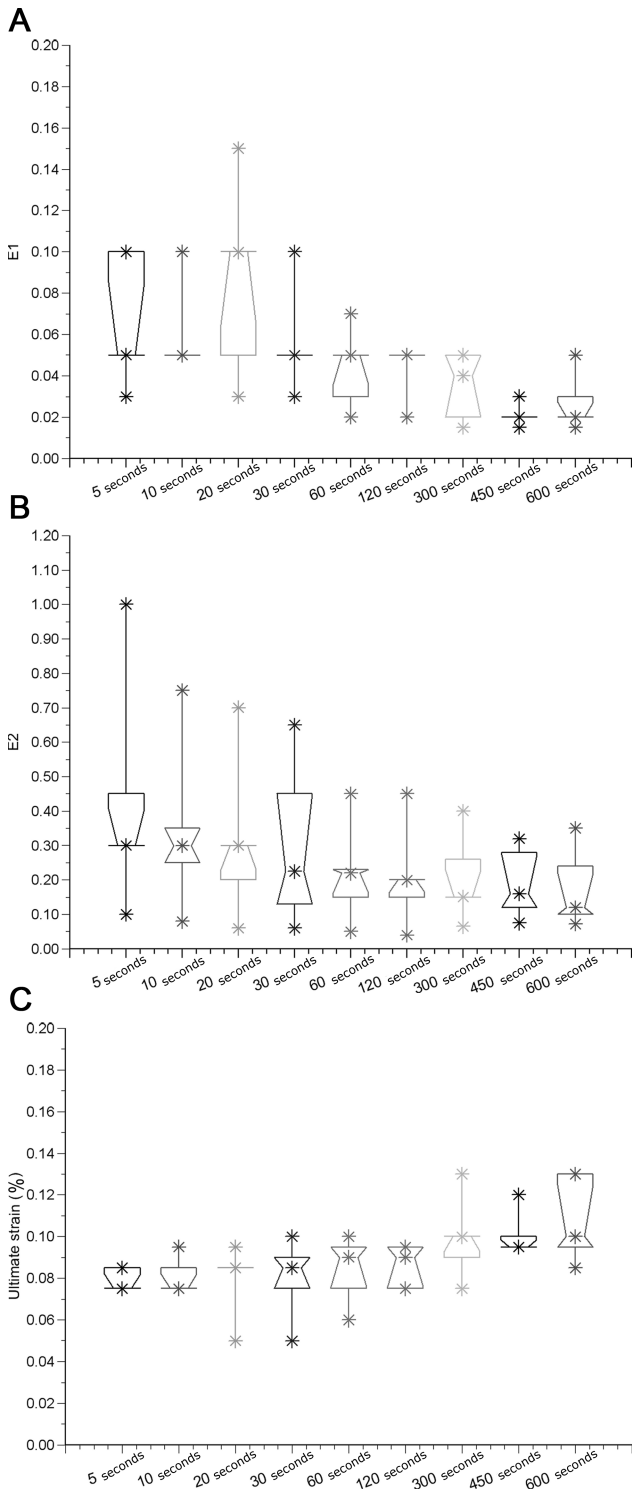 A
0.20
0.18
0.16
0.14
0.12
0.10
0.08
0.06
0.04
0.02
0.00
E1
5 seconds
10 seconds
20 seconds
30 seconds
60 seconds
120 seconds
300 seconds
450 seconds
600 seconds
B
1.20
1.10
1.00
0.90
0.80
0.70
0.60
0.50
0.40
0.30
0.20
0.10
0.00
E2
5 seconds
10 seconds
20 seconds
30 seconds
60 seconds
120 seconds
300 seconds
450 seconds
600 seconds
C
0.20
0.18
0.16
0.14
0.12
0.10
0.08
0.06
0.04
0.02
0.00
Ultimate strain (%)
5 seconds
10 seconds
20 seconds
30 seconds
60 seconds
120 seconds
300 seconds
450 seconds
600 seconds